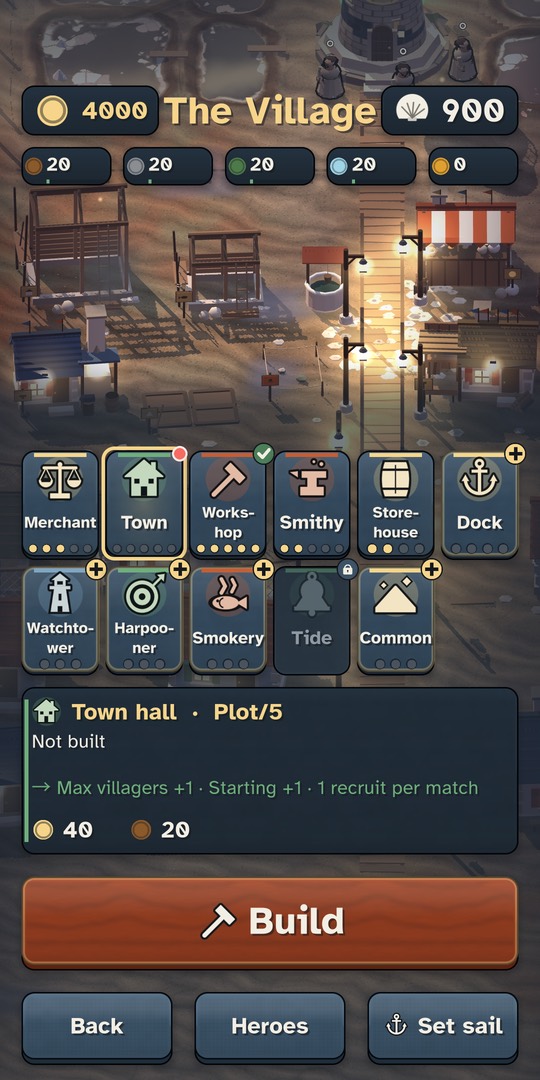 4000
The Village
900
20
20
20
20
0
Merchant
Town
Works-
hop
Smithy
Store-
house
Dock
Watchto-
wer
Harpoo-
ner
Smokery
Tide
Common
Town hall · Plot/5
Not built
→ Max villagers +1 · Starting +1 · 1 recruit per match
40
20
Build
Back
Heroes
Set sail